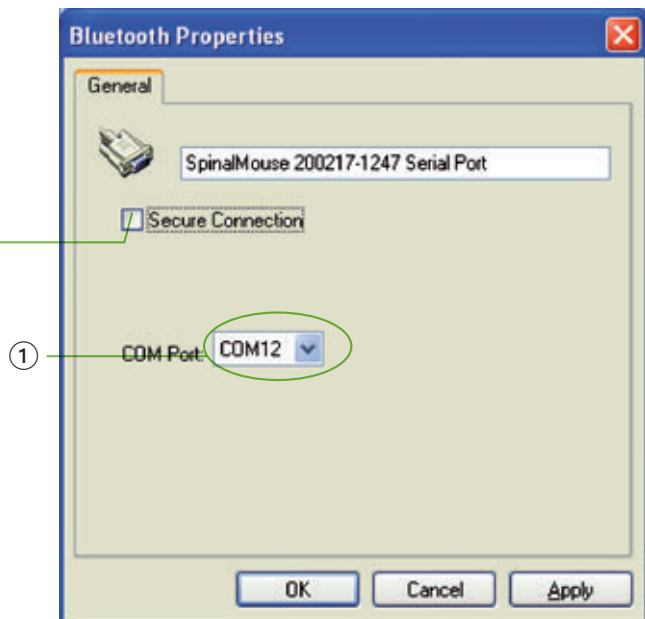 Bluetooth Properties
General
SpinalMouse 200217-1247 Serial Port
Secure Connection
① COM Port: COM12
OK Cancel Apply